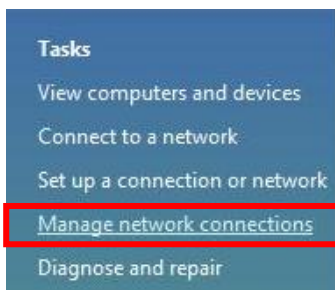 Tasks
View computers and devices
Connect to a network
Set up a connection or network
Manage network connections
Diagnose and repair